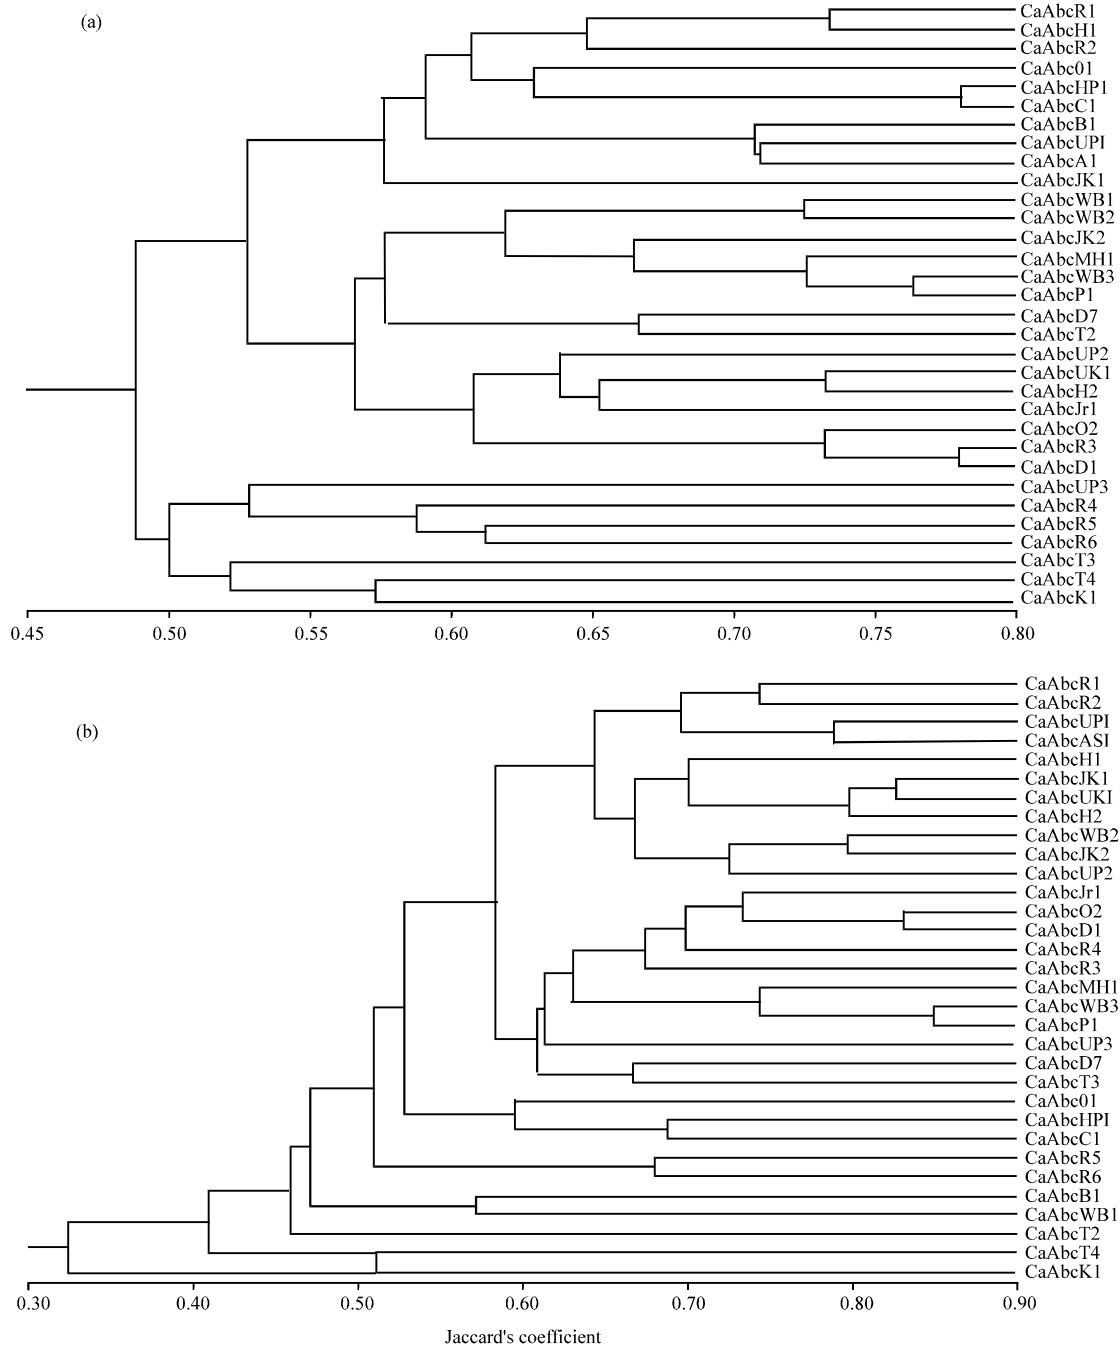 (a)
CaAbcR1
CaAbcH1
CaAbcR2
CaAbc01
CaAbcHP1
CaAbcC1
CaAbcB1
CaAbcUPI
CaAbcA1
CaAbcJK1
CaAbcWB1
CaAbcWB2
CaAbcJK2
CaAbcMH1
CaAbcWB3
CaAbcP1
CaAbcD7
CaAbcT2
CaAbcUP2
CaAbcUK1
CaAbcH2
CaAbcJr1
CaAbcO2
CaAbcR3
CaAbcD1
CaAbcUP3
CaAbcR4
CaAbcR5
CaAbcR6
CaAbcT3
CaAbcT4
CaAbcK1
0.45 0.50 0.55 0.60 0.65 0.70 0.75 0.80
(b)
CaAbcR1
CaAbcR2
CaAbcUPI
CaAbcASI
CaAbcH1
CaAbcJK1
CaAbcUKI
CaAbcH2
CaAbcWB2
CaAbcJK2
CaAbcUP2
CaAbcJr1
CaAbcO2
CaAbcD1
CaAbcR4
CaAbcR3
CaAbcMH1
CaAbcWB3
CaAbcP1
CaAbcUP3
CaAbcD7
CaAbcT3
CaAbc01
CaAbcHPI
CaAbcC1
CaAbcR5
CaAbcR6
CaAbcB1
CaAbcWB1
CaAbcT2
CaAbcT4
CaAbcK1
0.30 0.40 0.50 0.60 0.70 0.80 0.90
Jaccard's coefficient